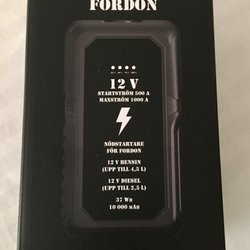 FORDON
12 V
STARTSTRÖM 500 A
MAXSTRÖM 1000 A
NÖDSTARTARE
FÖR FORDON
12 V BENSIN
(UPP TILL 4,5 L)
12 V DIESEL
(UPP TILL 2,5 L)
37 WH
10 000 MAH